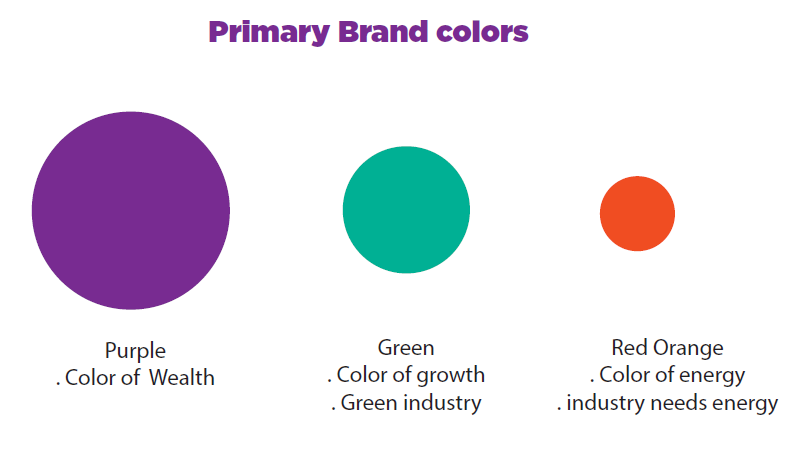 Primary Brand colors
Purple
. Color of Wealth
Green
. Color of growth
. Green industry
Red Orange
. Color of energy
. industry needs energy